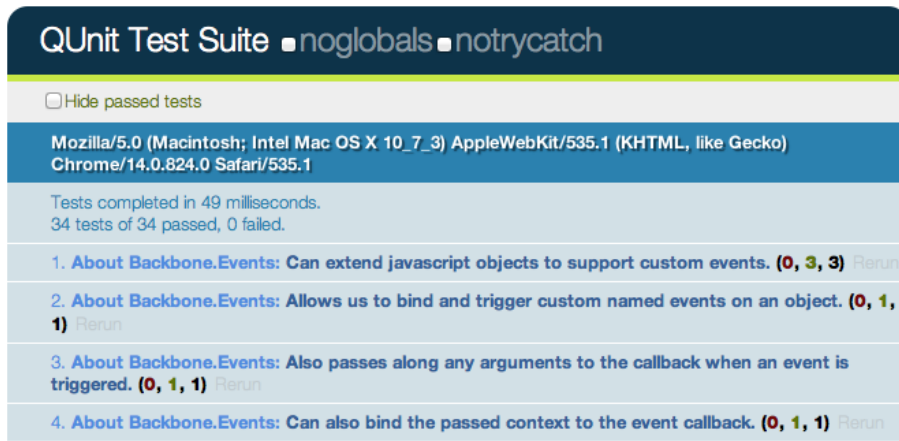 QUnit Test Suite noglobals notrycatch
Hide passed tests
Mozilla/5.0 (Macintosh; Intel Mac OS X 10_7_3) AppleWebKit/535.1 (KHTML, like Gecko)
Chrome/14.0.824.0 Safari/535.1
Tests completed in 49 milliseconds.
34 tests of 34 passed, 0 failed.
1. About Backbone.Events: Can extend javascript objects to support custom events. (0, 3, 3) Rerun
2. About Backbone.Events: Allows us to bind and trigger custom named events on an object. (0, 1,
1) Rerun
3. About Backbone.Events: Also passes along any arguments to the callback when an event is
triggered. (0, 1, 1) Rerun
4. About Backbone.Events: Can also bind the passed context to the event callback. (0, 1, 1) Rerun